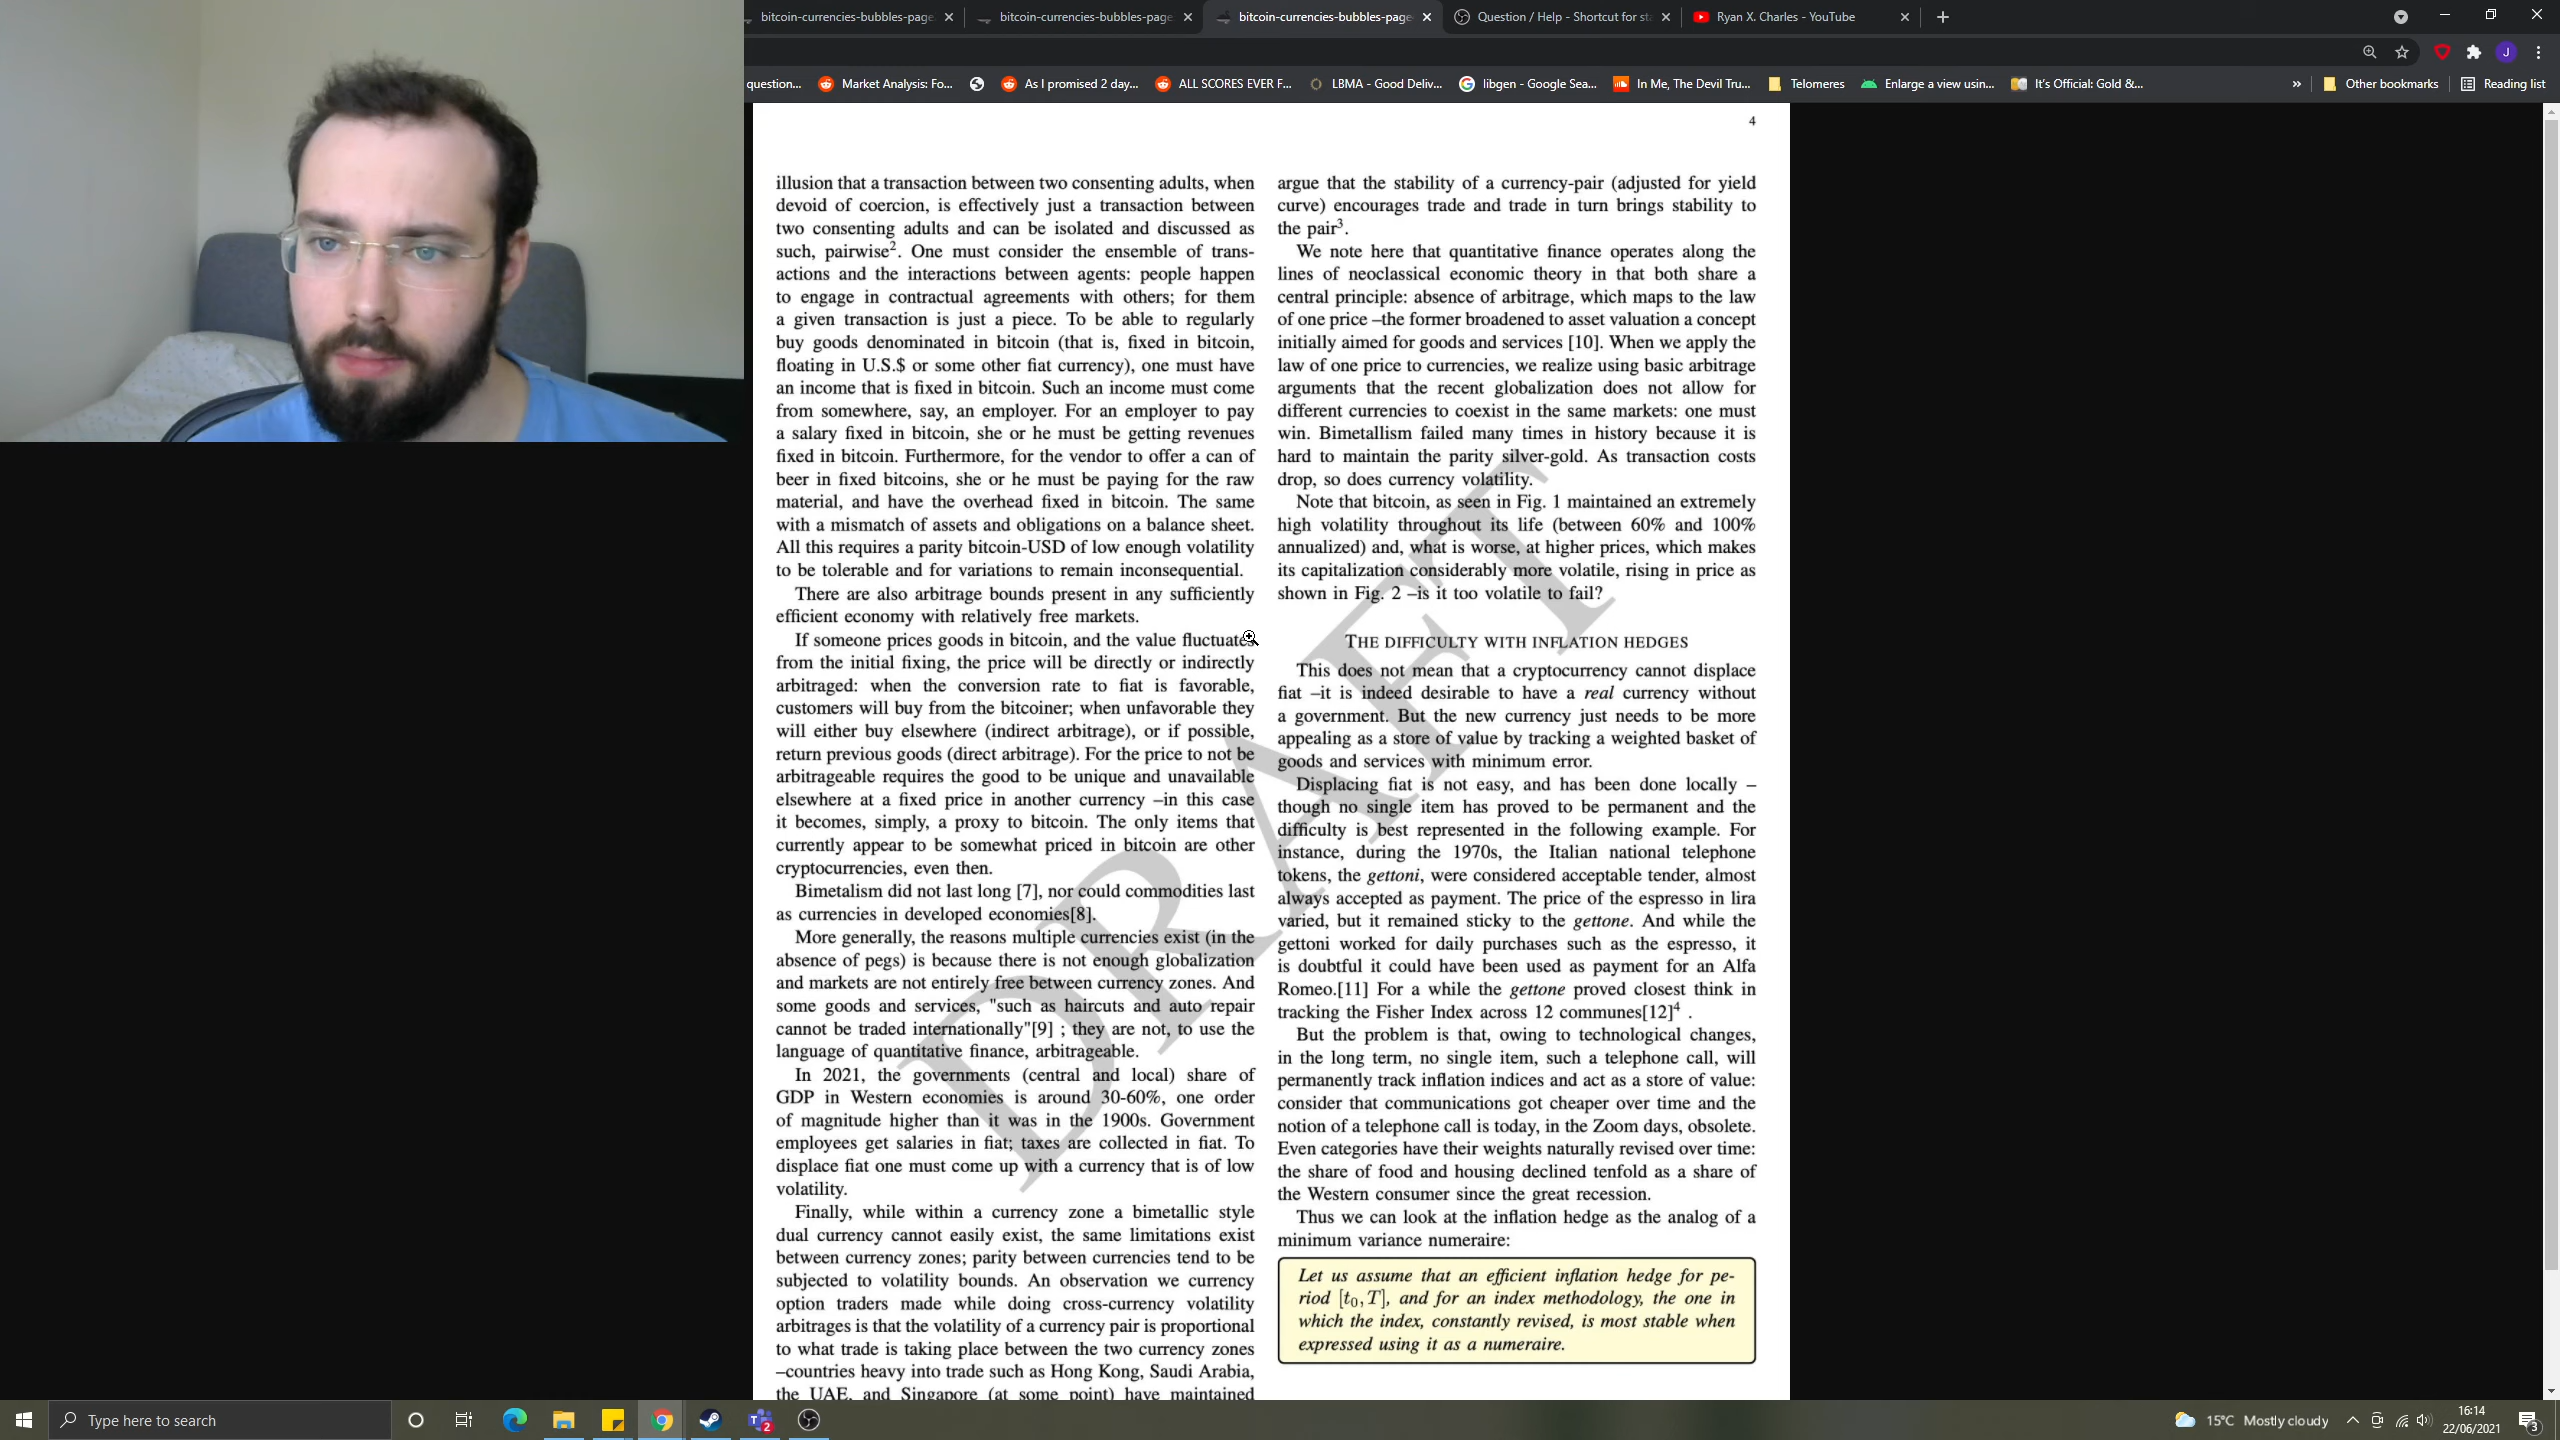 bitcoin-currencies-bubbles-page
bitcoin-currencies-bubbles-page
bitcoin-currencies-bubbles-page
Question / Help - Shortcut for st
Ryan X. Charles - YouTube
J
question...
Market Analysis: Fo...
As I promised 2 day...
ALL SCORES EVER F...
LBMA - Good Deliv...
libgen - Google Sea...
In Me, The Devil Tru...
Telomeres
Enlarge a view usin...
It's Official: Gold &...
»
Other bookmarks
Reading list
4
illusion that a transaction between two consenting adults, when
devoid of coercion, is effectively just a transaction between
two consenting adults and can be isolated and discussed as
such, pairwise2. One must consider the ensemble of trans-
actions and the interactions between agents: people happen
to engage in contractual agreements with others; for them
a given transaction is just a piece. To be able to regularly
buy goods denominated in bitcoin (that is, fixed in bitcoin,
floating in U.S.$ or some other fiat currency), one must have
an income that is fixed in bitcoin. Such an income must come
from somewhere, say, an employer. For an employer to pay
a salary fixed in bitcoin, she or he must be getting revenues
fixed in bitcoin. Furthermore, for the vendor to offer a can of
beer in fixed bitcoins, she or he must be paying for the raw
material, and have the overhead fixed in bitcoin. The same
with a mismatch of assets and obligations on a balance sheet.
All this requires a parity bitcoin-USD of low enough volatility
to be tolerable and for variations to remain inconsequential.
There are also arbitrage bounds present in any sufficiently
efficient economy with relatively free markets.
If someone prices goods in bitcoin, and the value fluctuates
from the initial fixing, the price will be directly or indirectly
arbitraged: when the conversion rate to fiat is favorable,
customers will buy from the bitcoiner; when unfavorable they
will either buy elsewhere (indirect arbitrage), or if possible,
return previous goods (direct arbitrage). For the price to not be
arbitrageable requires the good to be unique and unavailable
elsewhere at a fixed price in another currency –in this case
it becomes, simply, a proxy to bitcoin. The only items that
currently appear to be somewhat priced in bitcoin are other
cryptocurrencies, even then.
Bimetalism did not last long [7], nor could commodities last
as currencies in developed economies[8].
More generally, the reasons multiple currencies exist (in the
absence of pegs) is because there is not enough globalization
and markets are not entirely free between currency zones. And
some goods and services, "such as haircuts and auto repair
cannot be traded internationally"[9] ; they are not, to use the
language of quantitative finance, arbitrageable.
In 2021, the governments (central and local) share of
GDP in Western economies is around 30-60%, one order
of magnitude higher than it was in the 1900s. Government
employees get salaries in fiat; taxes are collected in fiat. To
displace fiat one must come up with a currency that is of low
volatility.
Finally, while within a currency zone a bimetallic style
dual currency cannot easily exist, the same limitations exist
between currency zones; parity between currencies tend to be
subjected to volatility bounds. An observation we currency
option traders made while doing cross-currency volatility
arbitrages is that the volatility of a currency pair is proportional
to what trade is taking place between the two currency zones
–countries heavy into trade such as Hong Kong, Saudi Arabia,
the UAE, and Singapore (at some point) have maintained
argue that the stability of a currency-pair (adjusted for yield
curve) encourages trade and trade in turn brings stability to
the pair3.
We note here that quantitative finance operates along the
lines of neoclassical economic theory in that both share a
central principle: absence of arbitrage, which maps to the law
of one price –the former broadened to asset valuation a concept
initially aimed for goods and services [10]. When we apply the
law of one price to currencies, we realize using basic arbitrage
arguments that the recent globalization does not allow for
different currencies to coexist in the same markets: one must
win. Bimetallism failed many times in history because it is
hard to maintain the parity silver-gold. As transaction costs
drop, so does currency volatility.
Note that bitcoin, as seen in Fig. 1 maintained an extremely
high volatility throughout its life (between 60% and 100%
annualized) and, what is worse, at higher prices, which makes
its capitalization considerably more volatile, rising in price as
shown in Fig. 2 –is it too volatile to fail?
THE DIFFICULTY WITH INFLATION HEDGES
This does not mean that a cryptocurrency cannot displace
fiat –it is indeed desirable to have a real currency without
a government. But the new currency just needs to be more
appealing as a store of value by tracking a weighted basket of
goods and services with minimum error.
Displacing fiat is not easy, and has been done locally –
though no single item has proved to be permanent and the
difficulty is best represented in the following example. For
instance, during the 1970s, the Italian national telephone
tokens, the gettoni, were considered acceptable tender, almost
always accepted as payment. The price of the espresso in lira
varied, but it remained sticky to the gettone. And while the
gettoni worked for daily purchases such as the espresso, it
is doubtful it could have been used as payment for an Alfa
Romeo.[11] For a while the gettone proved closest think in
tracking the Fisher Index across 12 communes[12]4 .
But the problem is that, owing to technological changes,
in the long term, no single item, such a telephone call, will
permanently track inflation indices and act as a store of value:
consider that communications got cheaper over time and the
notion of a telephone call is today, in the Zoom days, obsolete.
Even categories have their weights naturally revised over time:
the share of food and housing declined tenfold as a share of
the Western consumer since the great recession.
Thus we can look at the inflation hedge as the analog of a
minimum variance numeraire:
Let us assume that an efficient inflation hedge for pe-
riod [t0, T], and for an index methodology, the one in
which the index, constantly revised, is most stable when
expressed using it as a numeraire.
DRAFT
Type here to search
2
15°C Mostly cloudy
16:14
22/06/2021
3